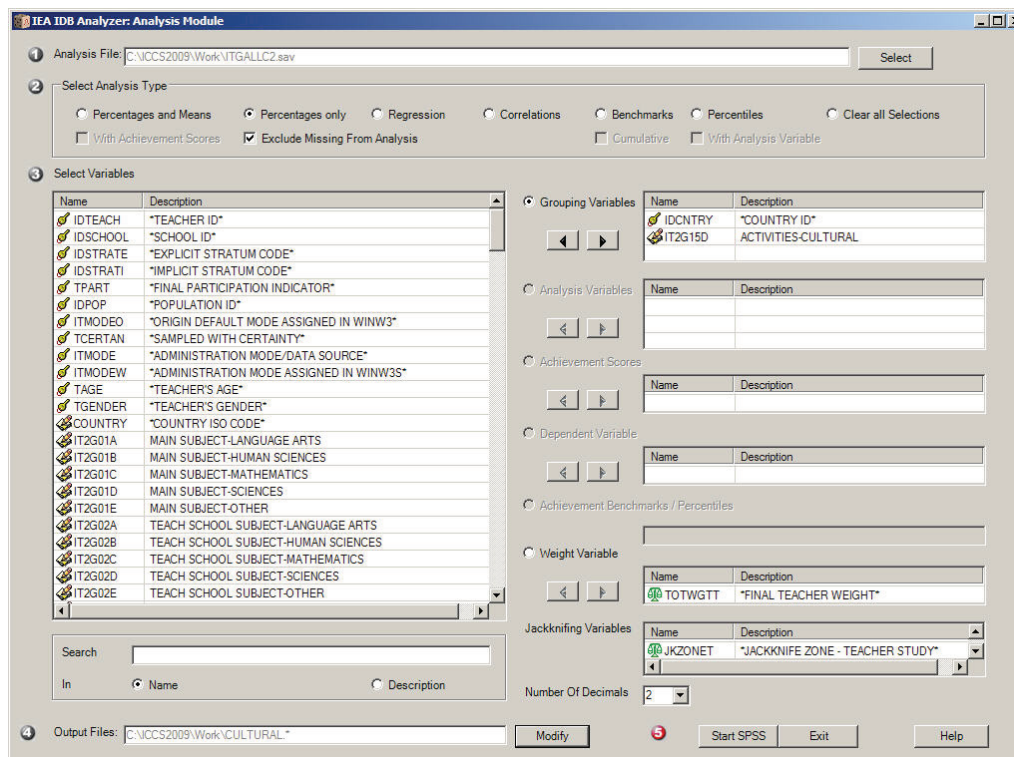 IEA IDB Analyzer: Analysis Module
1 Analysis File: C:\ICCS2009\Work\ITGALLC2.sav Select
2 Select Analysis Type
Percentages and Means Percentages only Regression Correlations Benchmarks Percentiles Clear all Selections
With Achievement Scores Exclude Missing From Analysis Cumulative With Analysis Variable
3 Select Variables
Name Description
IDTEACH *TEACHER ID*
IDSCHOOL *SCHOOL ID*
IDSTRATE *EXPLICIT STRATUM CODE*
IDSTRATI *IMPLICIT STRATUM CODE*
TPART *FINAL PARTICIPATION INDICATOR*
IDPOP *POPULATION ID*
ITMODEO *ORIGIN DEFAULT MODE ASSIGNED IN WINW3*
TCERTAN *SAMPLED WITH CERTAINTY*
ITMODE *ADMINISTRATION MODE/DATA SOURCE*
ITMODEW *ADMINISTRATION MODE ASSIGNED IN WINW3S*
TAGE *TEACHER'S AGE*
TGENDER *TEACHER'S GENDER*
COUNTRY *COUNTRY ISO CODE*
IT2G01A MAIN SUBJECT-LANGUAGE ARTS
IT2G01B MAIN SUBJECT-HUMAN SCIENCES
IT2G01C MAIN SUBJECT-MATHEMATICS
IT2G01D MAIN SUBJECT-SCIENCES
IT2G01E MAIN SUBJECT-OTHER
IT2G02A TEACH SCHOOL SUBJECT-LANGUAGE ARTS
IT2G02B TEACH SCHOOL SUBJECT-HUMAN SCIENCES
IT2G02C TEACH SCHOOL SUBJECT-MATHEMATICS
IT2G02D TEACH SCHOOL SUBJECT-SCIENCES
IT2G02E TEACH SCHOOL SUBJECT-OTHER
Search
In Name Description
Grouping Variables
Name Description
IDCNTRY *COUNTRY ID*
IT2G15D ACTIVITIES-CULTURAL
Analysis Variables
Name Description
Achievement Scores
Name Description
Dependent Variable
Name Description
Achievement Benchmarks / Percentiles
Weight Variable
Name Description
TOTWGTT *FINAL TEACHER WEIGHT*
Jackknifing Variables
Name Description
JKZONET *JACKKNIFE ZONE - TEACHER STUDY*
Number Of Decimals 2
4 Output Files: C:\ICCS2009\Work\CULTURAL.* Modify
5 Start SPSS Exit Help